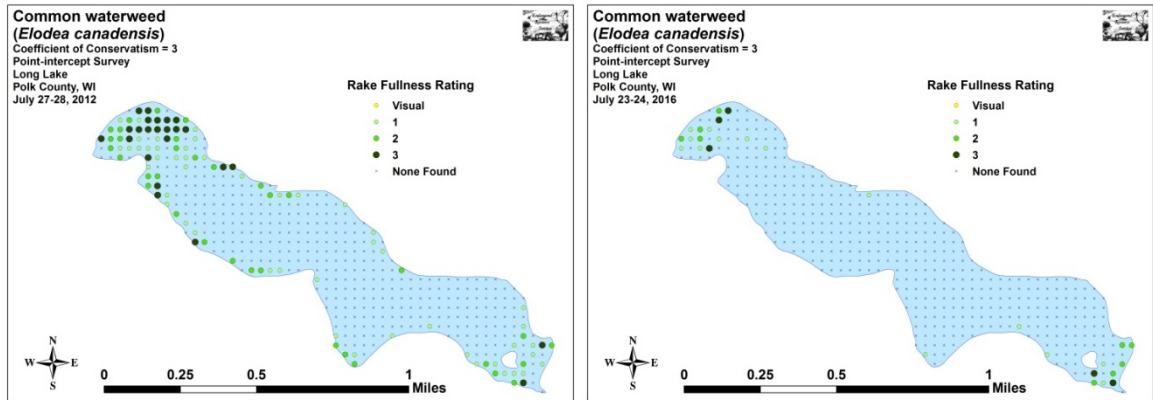 Common waterweed
(Elodea canadensis)
Coefficient of Conservatism = 3
Point-intercept Survey
Long Lake
Polk County, WI
July 27-28, 2012
Rake Fullness Rating
Visual
1
2
3
None Found
N
W E
S
0 0.25 0.5 1
Miles
Common waterweed
(Elodea canadensis)
Coefficient of Conservatism = 3
Point-intercept Survey
Long Lake
Polk County, WI
July 23-24, 2016
Rake Fullness Rating
Visual
1
2
3
None Found
N
W E
S
0 0.25 0.5 1
Miles